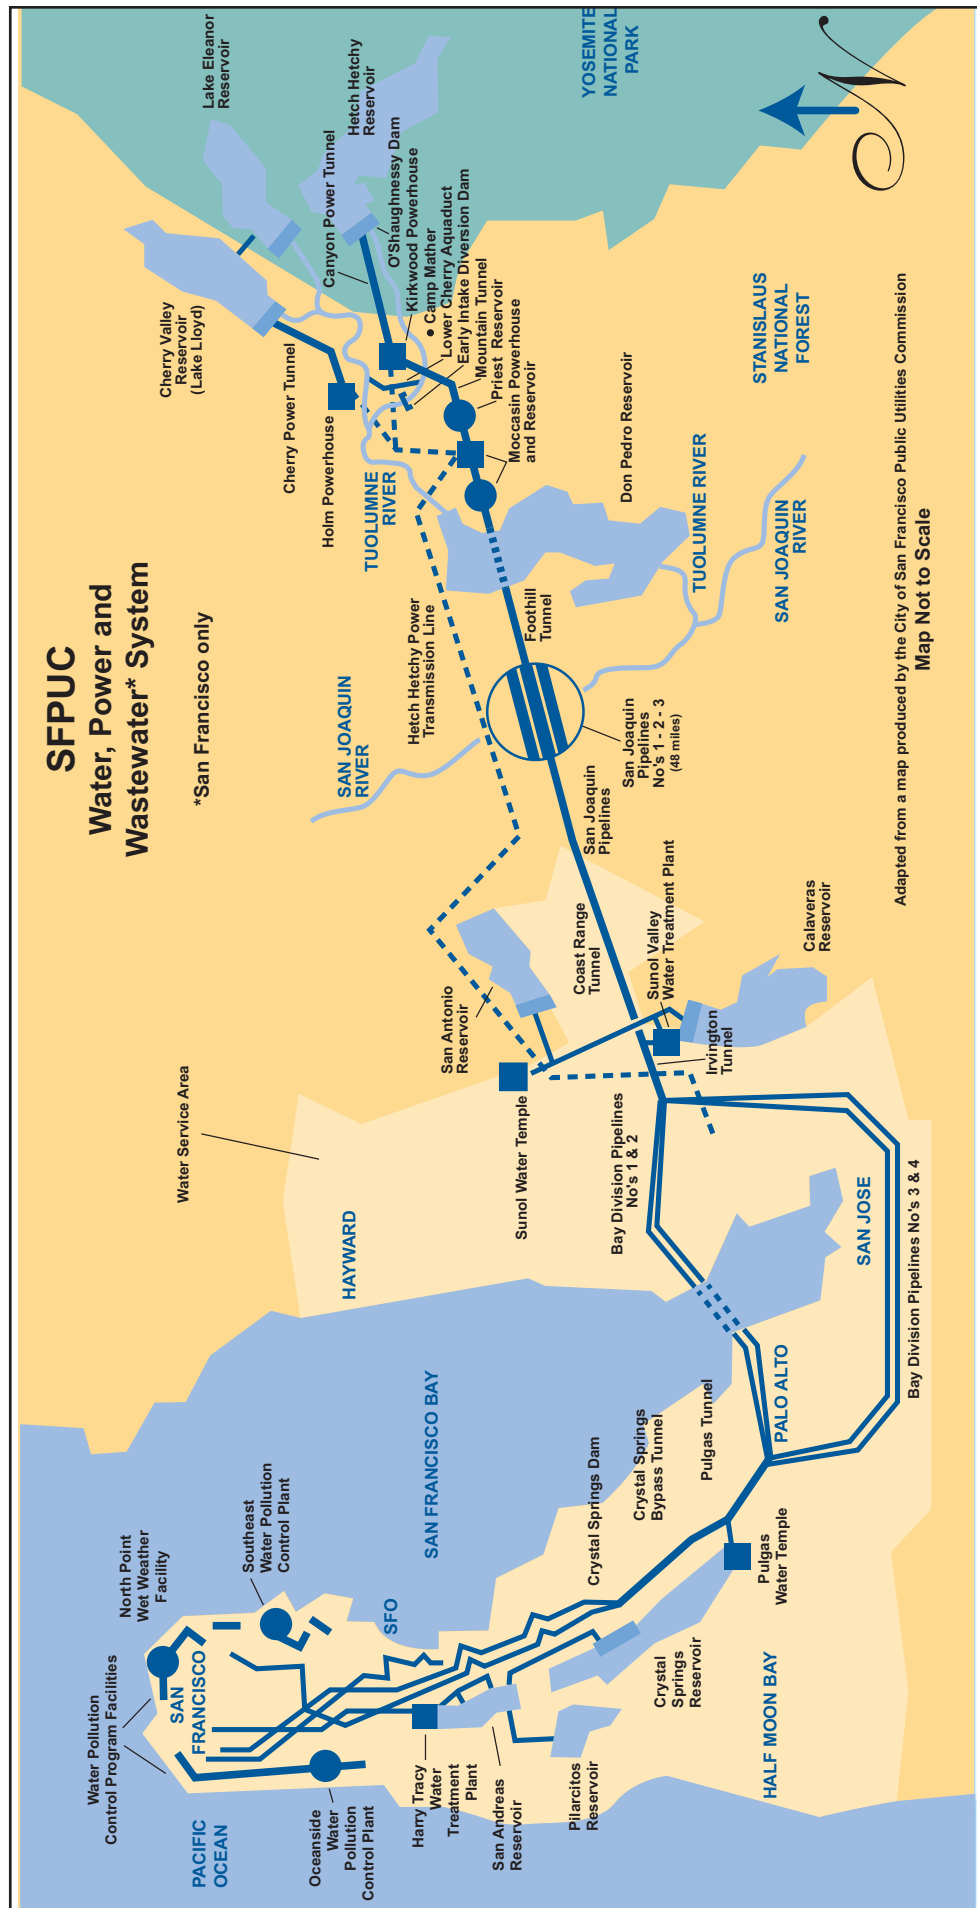 SFPUC
Water, Power and
Wastewater* System
*San Francisco only
Lake Eleanor
Reservoir
Hetch Hetchy
Reservoir
YOSEMITE
NATIONAL
PARK
Cherry Valley
Reservoir
(Lake Lloyd)
Canyon Power Tunnel
O'Shaughnessy Dam
Kirkwood Powerhouse
Camp Mather
Lower Cherry Aquaduct
Early Intake Diversion Dam
Mountain Tunnel
Priest Reservoir
Moccasin Powerhouse
and Reservoir
Cherry Power Tunnel
Holm Powerhouse
TUOLUMNE
RIVER
STANISLAUS
NATIONAL
FOREST
Don Pedro Reservoir
TUOLUMNE RIVER
SAN JOAQUIN
RIVER
Foothill
Tunnel
Hetch Hetchy Power
Transmission Line
SAN JOAQUIN
RIVER
San Joaquin
Pipelines
No's 1 - 2 - 3
(48 miles)
San Joaquin
Pipelines
Coast Range
Tunnel
Sunol Valley
Water Treatment Plant
Calaveras
Reservoir
San Antonio
Reservoir
Irvington
Tunnel
Water Service Area
Sunol Water Temple
Bay Division Pipelines
No's 1 & 2
HAYWARD
SAN JOSE
Bay Division Pipelines No's 3 & 4
PALO ALTO
SAN FRANCISCO BAY
Pulgas Tunnel
Crystal Springs
Bypass Tunnel
Crystal Springs Dam
Pulgas
Water Temple
North Point
Wet Weather
Facility
Southeast
Water Pollution
Control Plant
SFO
SAN
FRANCISCO
Water Pollution
Control Program Facilities
Crystal
Springs
Reservoir
HALF MOON BAY
PACIFIC
OCEAN
Oceanside
Water
Pollution
Control Plant
Harry Tracy
Water
Treatment
Plant
San Andreas
Reservoir
Pilarcitos
Reservoir
N
Adapted from a map produced by the City of San Francisco Public Utilities Commission
Map Not to Scale